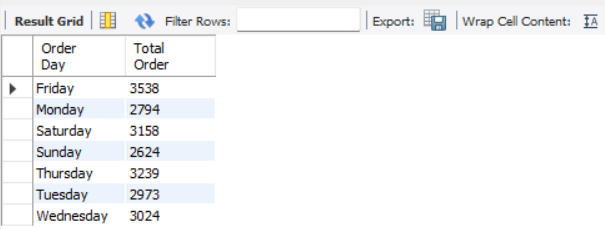 Result Grid Filter Rows: Export: Wrap Cell Content: IA
Order Total
Day Order
Friday 3538
Monday 2794
Saturday 3158
Sunday 2624
Thursday 3239
Tuesday 2973
Wednesday 3024